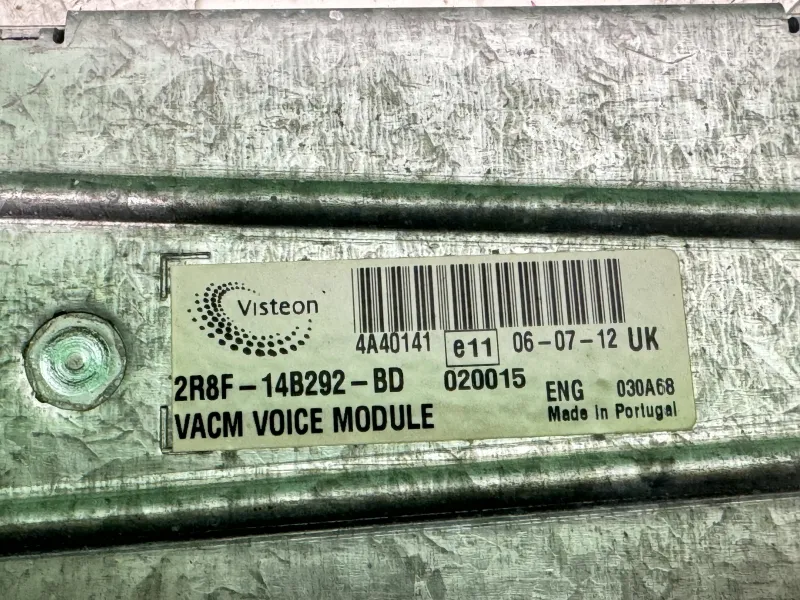 Visteon
4A40141 e11 06-07-12 UK
2R8F-14B292-BD 020015 ENG 030A68
VACM VOICE MODULE Made in Portugal